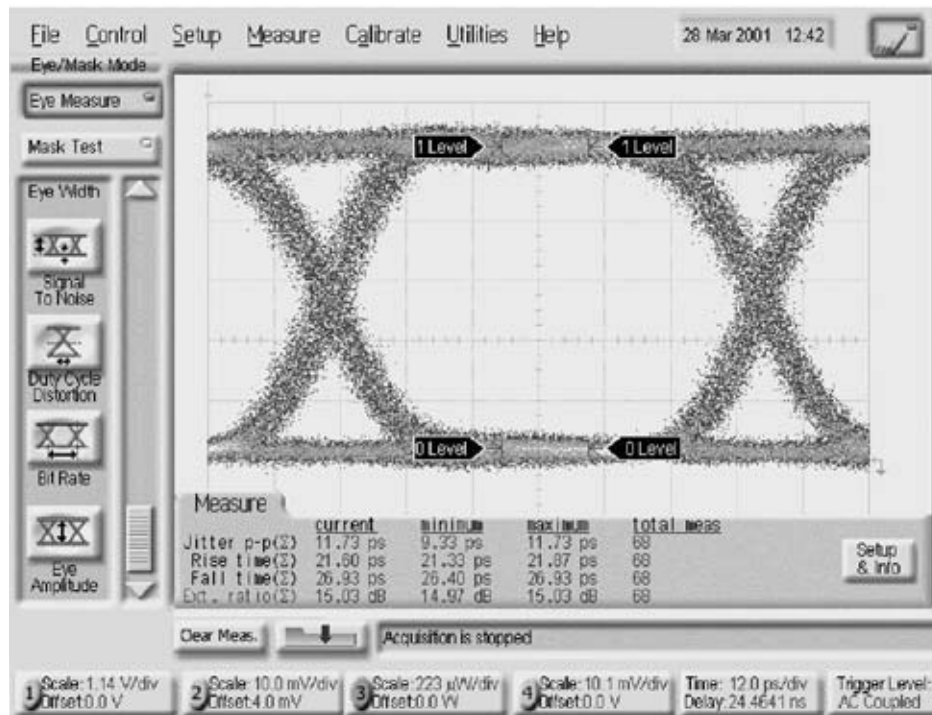 File Control Setup Measure Calibrate Utilities Help 28 Mar 2001 12:42
Eye/Mask Mode
Eye Measure
Mask Test
Eye Width
Signal
To Noise
Duty Cycle
Distortion
Bit Rate
Eye
Amplitude
1 Level 1 Level
0 Level 0 Level
Measure
current minimum maximum total meas
Jitter p-p(Σ) 11.73 ps 9.33 ps 11.73 ps 68
Rise time(Σ) 21.60 ps 21.33 ps 21.87 ps 68
Fall time(Σ) 26.93 ps 26.40 ps 26.93 ps 68
Ext. ratio(Σ) 15.03 dB 14.97 dB 15.03 dB 68
Setup
& Info
Clear Meas. Acquisition is stopped
1 Scale:1.14 V/div 2 Scale:10.0 mV/div 3 Scale:223 µW/div 4 Scale:10.1 mV/div Time: 12.0 ps/div Trigger Level:
Offset:0.0 V Offset:4.0 mV Offset:0.0 W Offset:0.0 V Delay:24.4641 ns AC Coupled